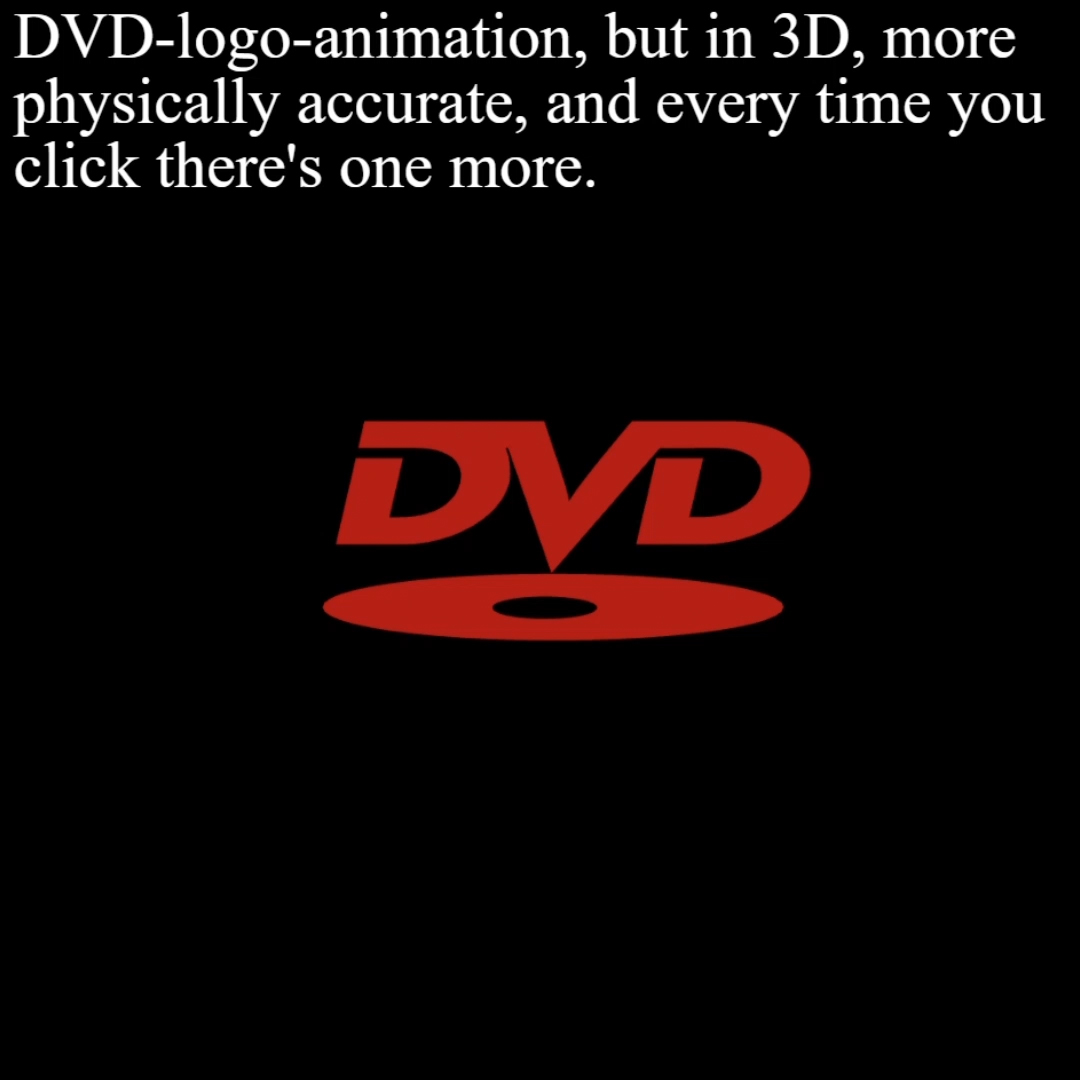 DVD-logo-animation, but in 3D, more
physically accurate, and every time you
click there's one more.
DVD